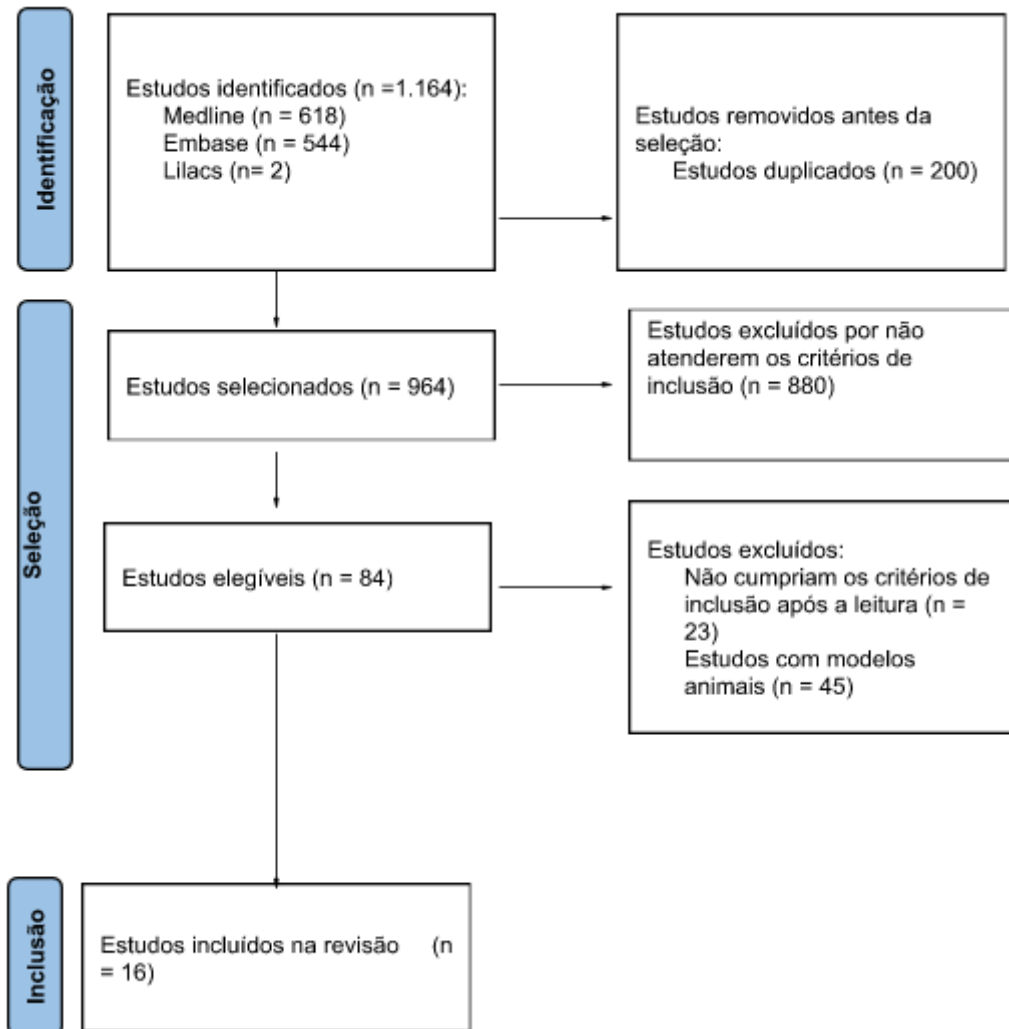 Identificação
Estudos identificados (n =1.164):
Medline (n = 618)
Embase (n = 544)
Lilacs (n= 2)
Estudos removidos antes da
seleção:
Estudos duplicados (n = 200)
Seleção
Estudos selecionados (n = 964)
Estudos excluídos por não
atenderem os critérios de
inclusão (n = 880)
Estudos elegíveis (n = 84)
Estudos excluídos:
Não cumpriam os critérios de
inclusão após a leitura (n =
23)
Estudos com modelos
animais (n = 45)
Inclusão
Estudos incluídos na revisão (n
= 16)